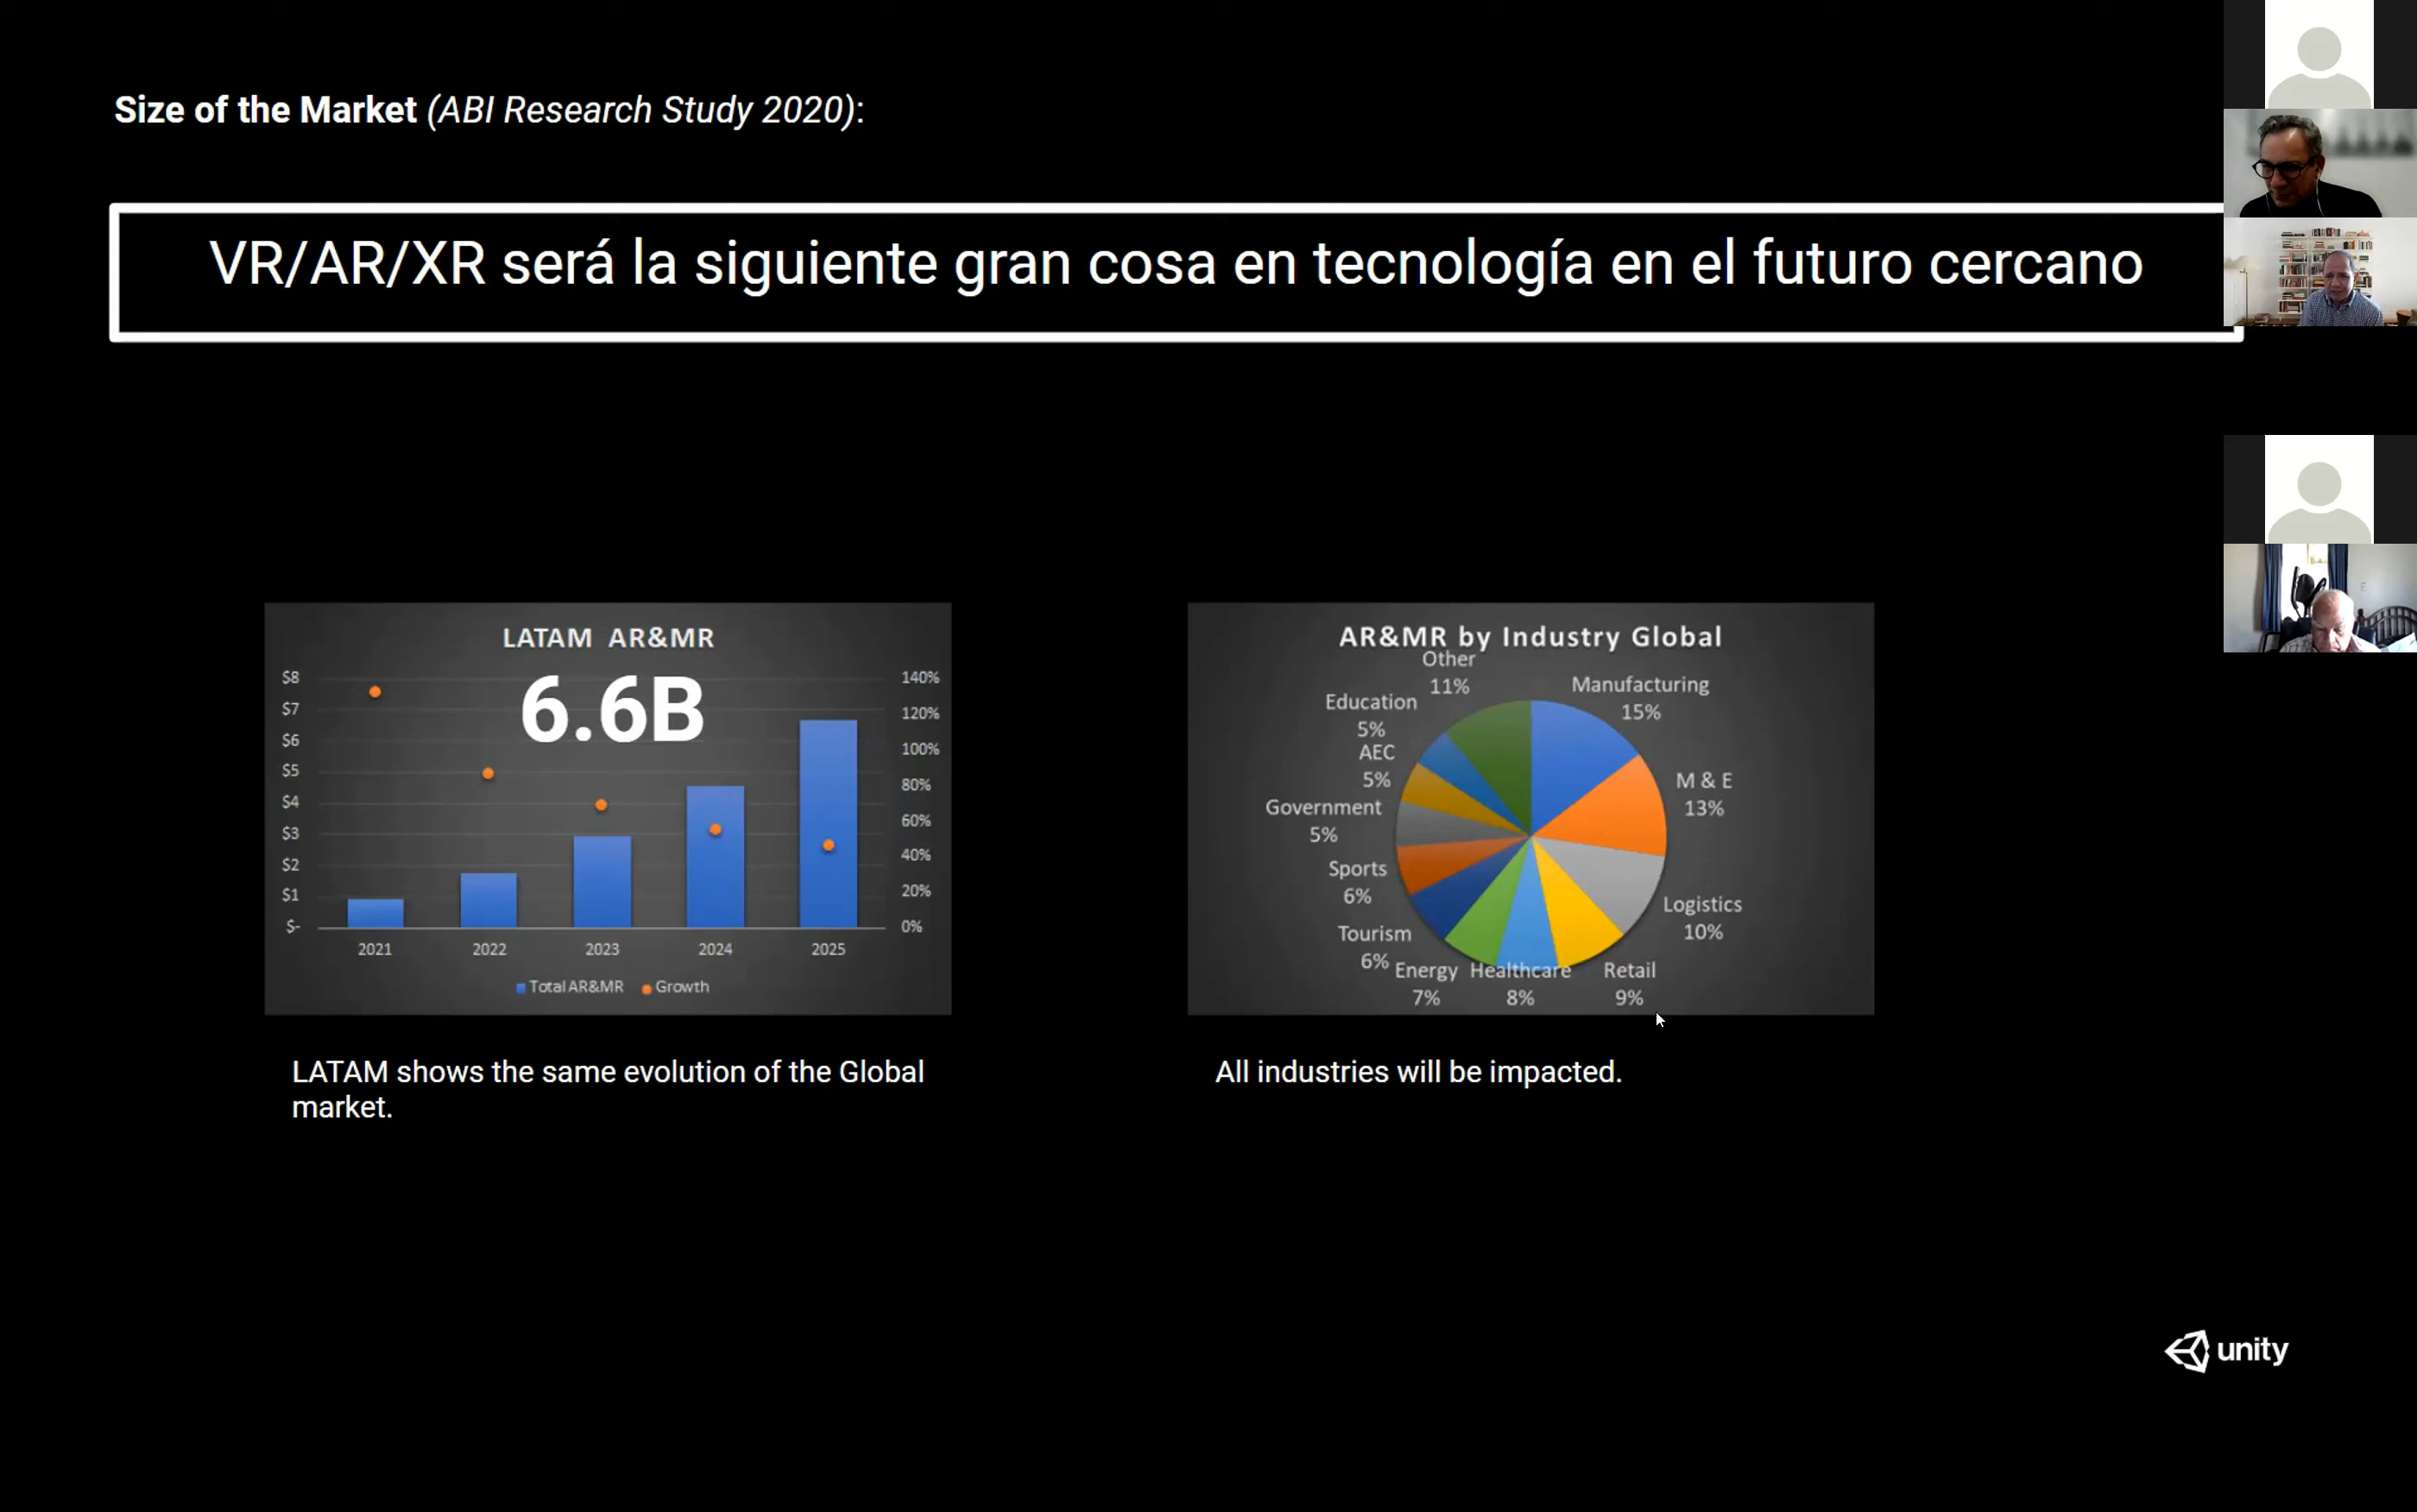 Size of the Market (ABI Research Study 2020):
VR/AR/XR será la siguiente gran cosa en tecnología en el futuro cercano
LATAM AR&MR
6.6B
$8
$7
$6
$5
$4
$3
$2
$1
$-
140%
120%
100%
80%
60%
40%
20%
0%
2021 2022 2023 2024 2025
Total AR&MR Growth
LATAM shows the same evolution of the Global
market.
AR&MR by Industry Global
Other
11%
Manufacturing
15%
M & E
13%
Logistics
10%
Retail
9%
Healthcare
8%
Energy
7%
Tourism
6%
Sports
6%
Government
5%
AEC
5%
Education
5%
All industries will be impacted.
unity